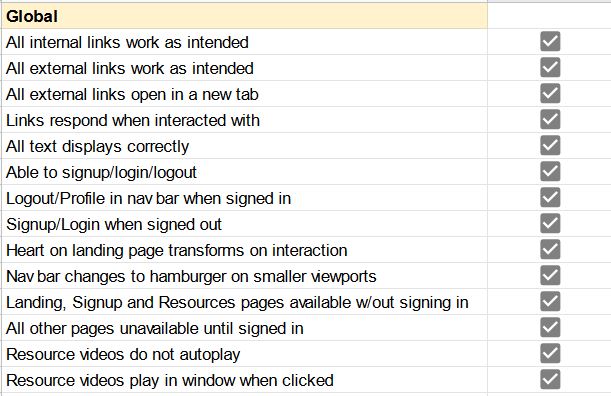 Global
All internal links work as intended
All external links work as intended
All external links open in a new tab
Links respond when interacted with
All text displays correctly
Able to signup/login/logout
Logout/Profile in nav bar when signed in
Signup/Login when signed out
Heart on landing page transforms on interaction
Nav bar changes to hamburger on smaller viewports
Landing, Signup and Resources pages available w/out signing in
All other pages unavailable until signed in
Resource videos do not autoplay
Resource videos play in window when clicked